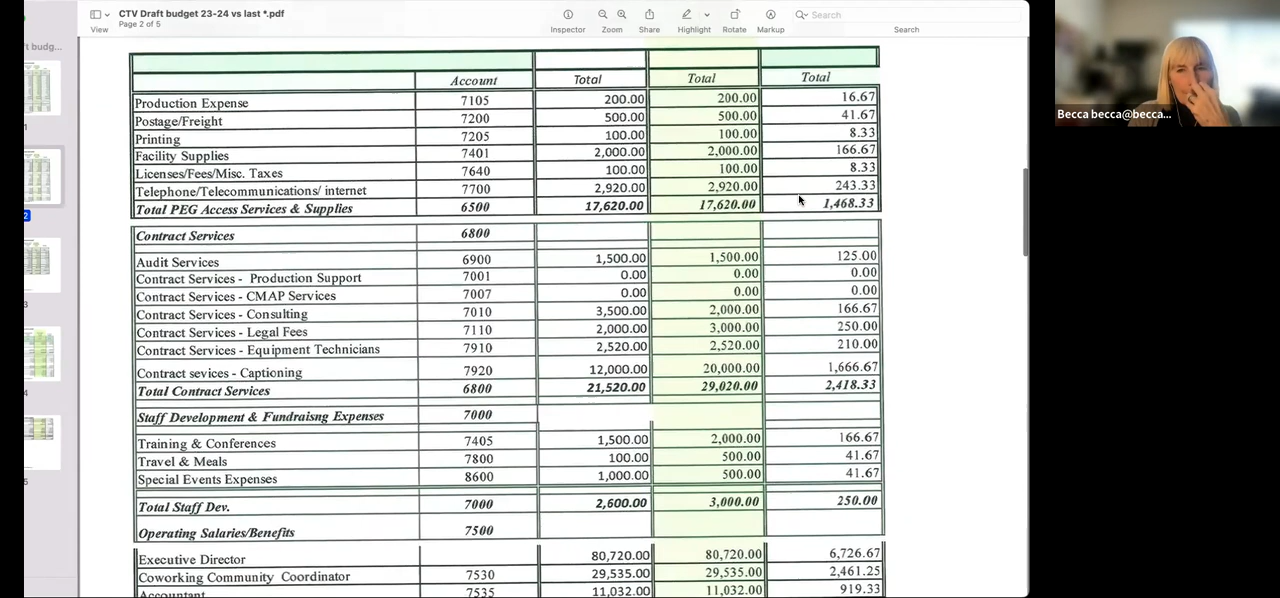 CTV Draft budget 23-24 vs last *.pdf
Page 2 of 5
View
Inspector Zoom Share Highlight Rotate Markup Search
Search
ft budg...
Account Total Total Total
Production Expense 7105 200.00 200.00 16.67
Postage/Freight 7200 500.00 500.00 41.67
Printing 7205 100.00 100.00 8.33
Facility Supplies 7401 2,000.00 2,000.00 166.67
Licenses/Fees/Misc. Taxes 7640 100.00 100.00 8.33
Telephone/Telecommunications/ internet 7700 2,920.00 2,920.00 243.33
Total PEG Access Services & Supplies 6500 17,620.00 17,620.00 1,468.33
Contract Services 6800
Audit Services 6900 1,500.00 1,500.00 125.00
Contract Services - Production Support 7001 0.00 0.00 0.00
Contract Services - CMAP Services 7007 0.00 0.00 0.00
Contract Services - Consulting 7010 3,500.00 2,000.00 166.67
Contract Services - Legal Fees 7110 2,000.00 3,000.00 250.00
Contract Services - Equipment Technicians 7910 2,520.00 2,520.00 210.00
Contract sevices - Captioning 7920 12,000.00 20,000.00 1,666.67
Total Contract Services 6800 21,520.00 29,020.00 2,418.33
Staff Development & Fundraisng Expenses 7000
Training & Conferences 7405 1,500.00 2,000.00 166.67
Travel & Meals 7800 100.00 500.00 41.67
Special Events Expenses 8600 1,000.00 500.00 41.67
Total Staff Dev. 7000 2,600.00 3,000.00 250.00
Operating Salaries/Benefits 7500
Executive Director 80,720.00 80,720.00 6,726.67
Coworking Community Coordinator 7530 29,535.00 29,535.00 2,461.25
Accountant 7535 11,032.00 11,032.00 919.33
1
2
3
4
5
Becca becca@becca...